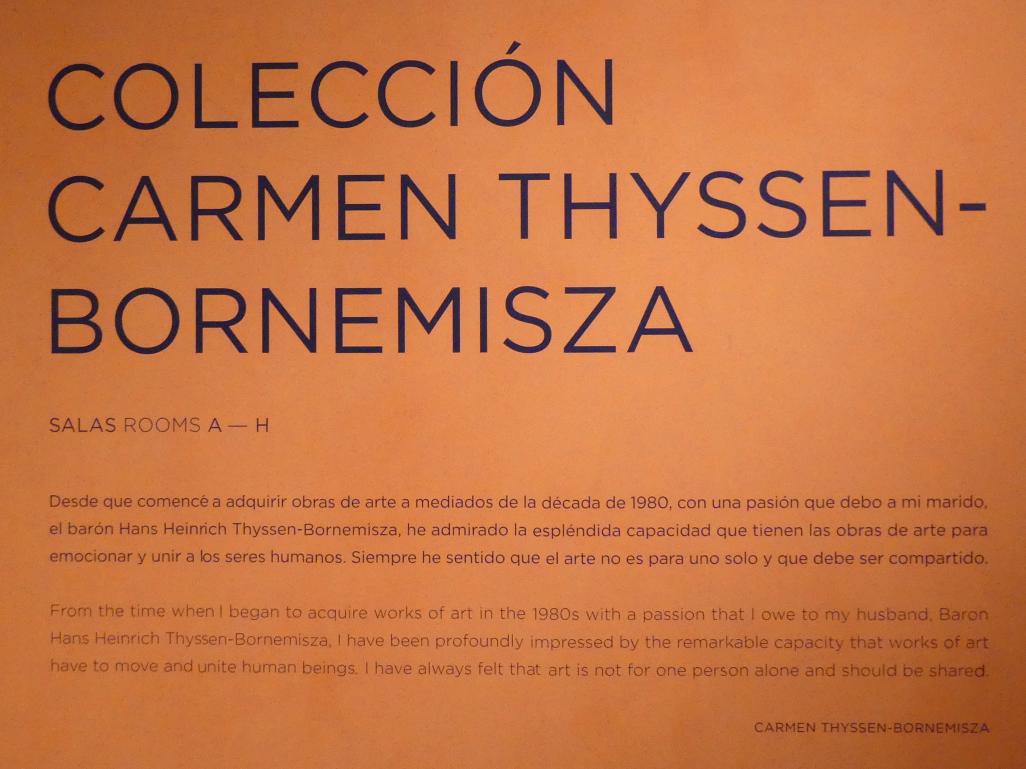 COLECCIÓN
CARMEN THYSSEN-
BORNEMISZA
SALAS ROOMS A — H
Desde que comencé a adquirir obras de arte a mediados de la década de 1980, con una pasión que debo a mi marido,
el barón Hans Heinrich Thyssen-Bornemisza, he admirado la espléndida capacidad que tienen las obras de arte para
emocionar y unir a los seres humanos. Siempre he sentido que el arte no es para uno solo y que debe ser compartido.
From the time when I began to acquire works of art in the 1980s with a passion that I owe to my husband, Baron
Hans Heinrich Thyssen-Bornemisza, I have been profoundly impressed by the remarkable capacity that works of art
have to move and unite human beings. I have always felt that art is not for one person alone and should be shared.
CARMEN THYSSEN-BORNEMISZA